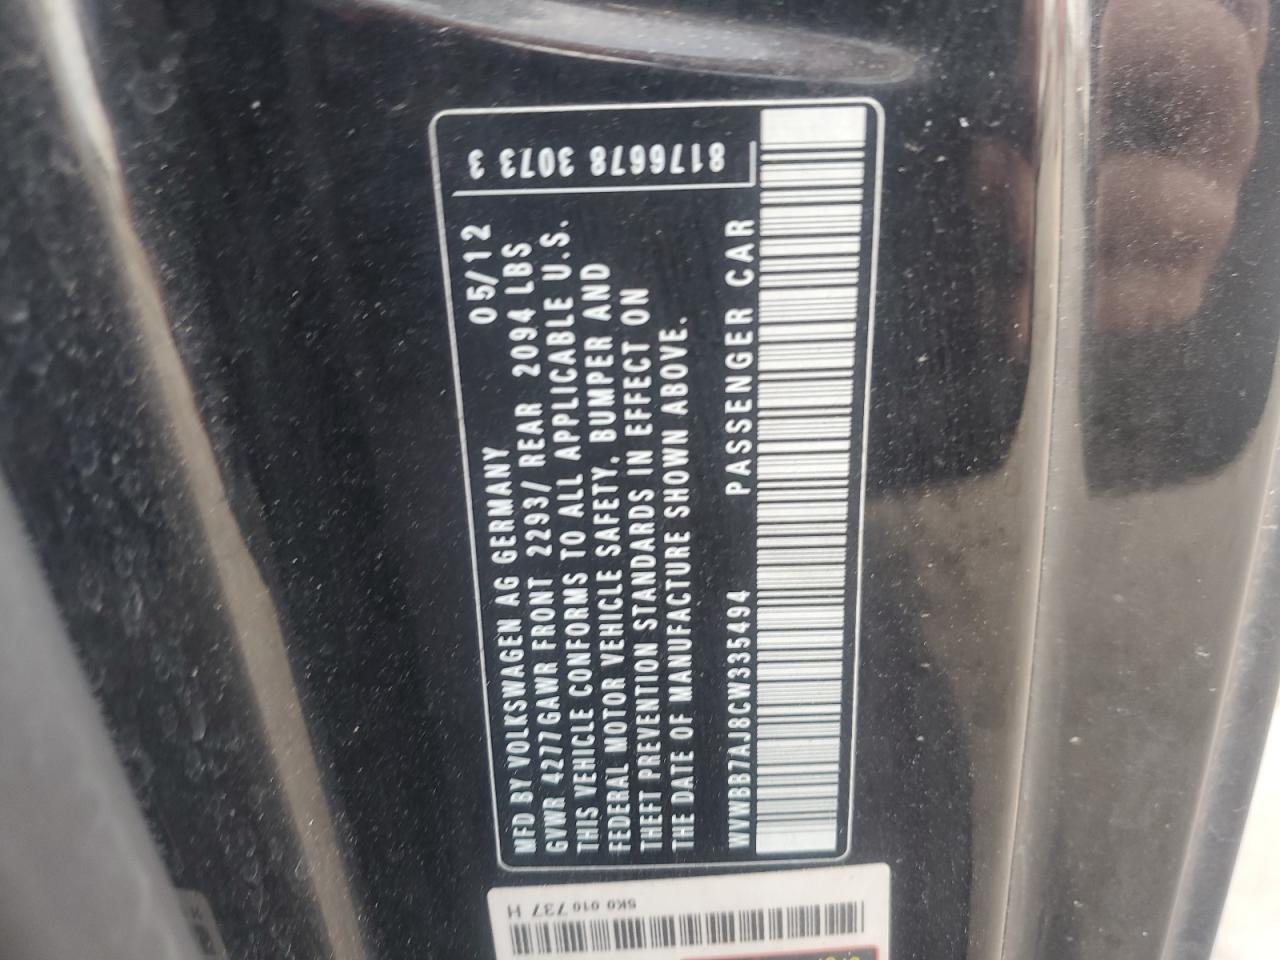 MFD BY VOLKSWAGEN AG GERMANY 05/12
GVWR 4277 GAWR FRONT 2293/ REAR 2094 LBS
THIS VEHICLE CONFORMS TO ALL APPLICABLE U.S.
FEDERAL MOTOR VEHICLE SAFETY, BUMPER AND
THEFT PREVENTION STANDARDS IN EFFECT ON
THE DATE OF MANUFACTURE SHOWN ABOVE.
WVWBB7AJ8CW335494 PASSENGER CAR
8176678 3073 3
5K0 010 737 H